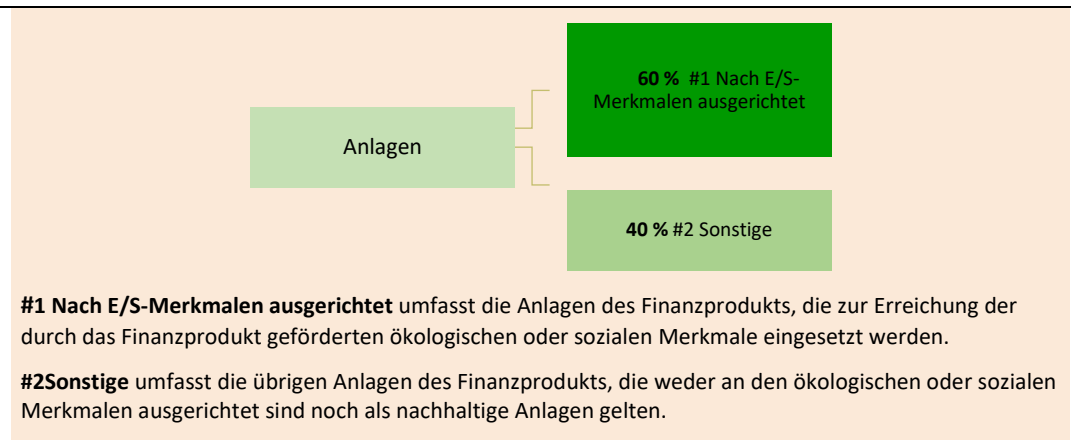 60 % #1 Nach E/S-
Merkmalen ausgerichtet
Anlagen
40 % #2 Sonstige
#1 Nach E/S-Merkmalen ausgerichtet umfasst die Anlagen des Finanzprodukts, die zur Erreichung der
durch das Finanzprodukt geförderten ökologischen oder sozialen Merkmale eingesetzt werden.
#2Sonstige umfasst die übrigen Anlagen des Finanzprodukts, die weder an den ökologischen oder sozialen
Merkmalen ausgerichtet sind noch als nachhaltige Anlagen gelten.